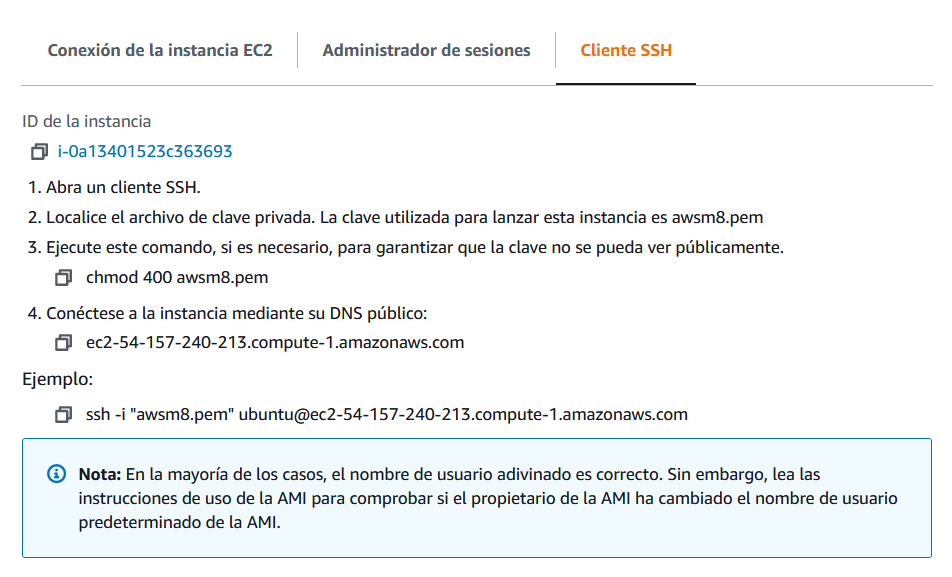 Conexión de la instancia EC2
Administrador de sesiones
Cliente SSH
ID de la instancia
i-0a13401523c363693
1. Abra un cliente SSH.
2. Localice el archivo de clave privada. La clave utilizada para lanzar esta instancia es awsm8.pem
3. Ejecute este comando, si es necesario, para garantizar que la clave no se pueda ver públicamente.
chmod 400 awsm8.pem
4. Conéctese a la instancia mediante su DNS público:
ec2-54-157-240-213.compute-1.amazonaws.com
Ejemplo:
ssh -i "awsm8.pem" ubuntu@ec2-54-157-240-213.compute-1.amazonaws.com
Nota: En la mayoría de los casos, el nombre de usuario adivinado es correcto. Sin embargo, lea las
instrucciones de uso de la AMI para comprobar si el propietario de la AMI ha cambiado el nombre de usuario
predeterminado de la AMI.